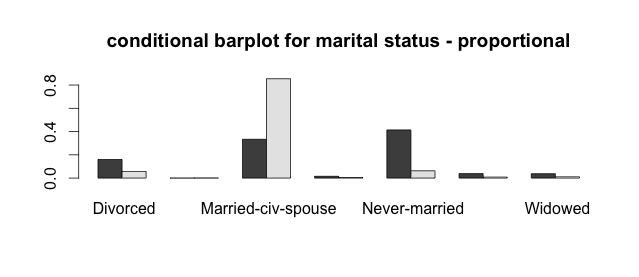 conditional barplot for marital status - proportional
0.8
0.4
0.0
Divorced Married-civ-spouse Never-married Widowed